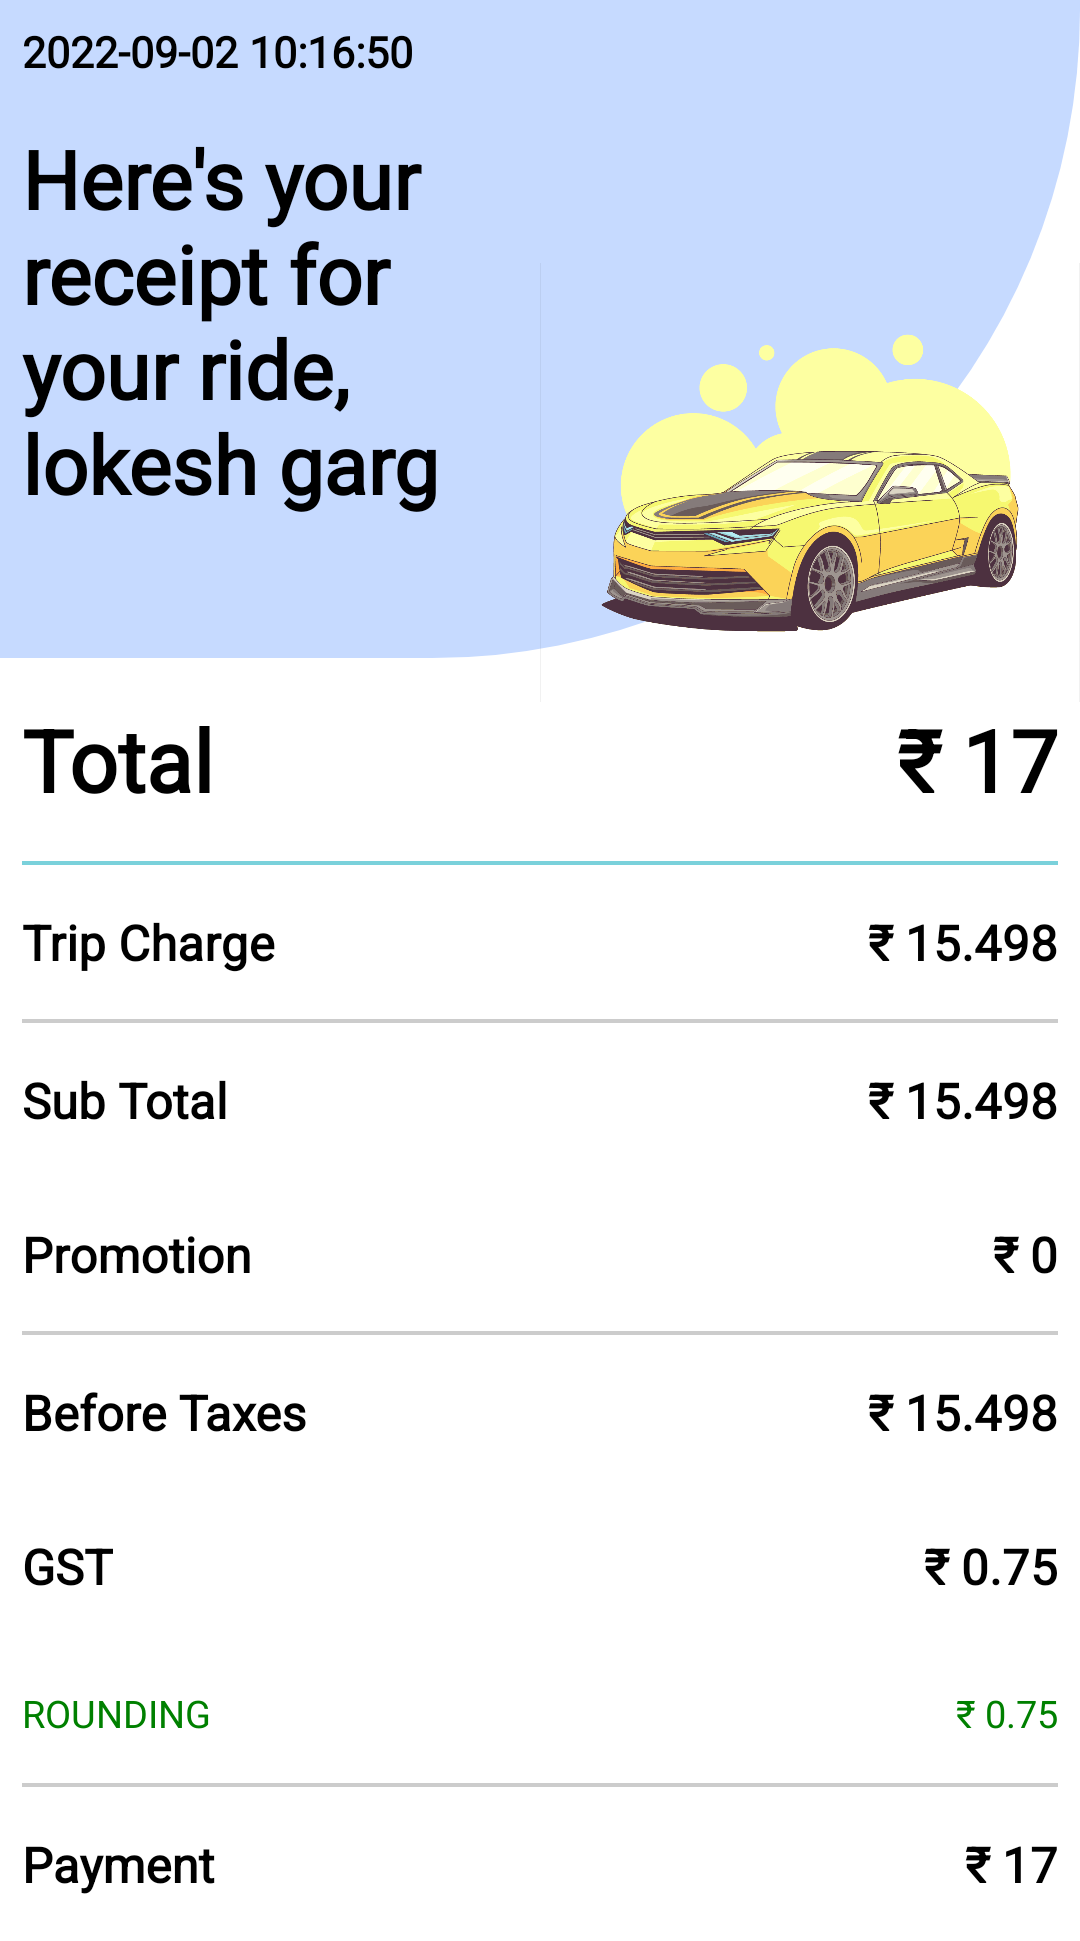 2022-09-02 10:16:50
Here's your
receipt for
your ride,
lokesh garg
Total ₹ 17
Trip Charge ₹ 15.498
Sub Total ₹ 15.498
Promotion ₹ 0
Before Taxes ₹ 15.498
GST ₹ 0.75
ROUNDING ₹ 0.75
Payment ₹ 17